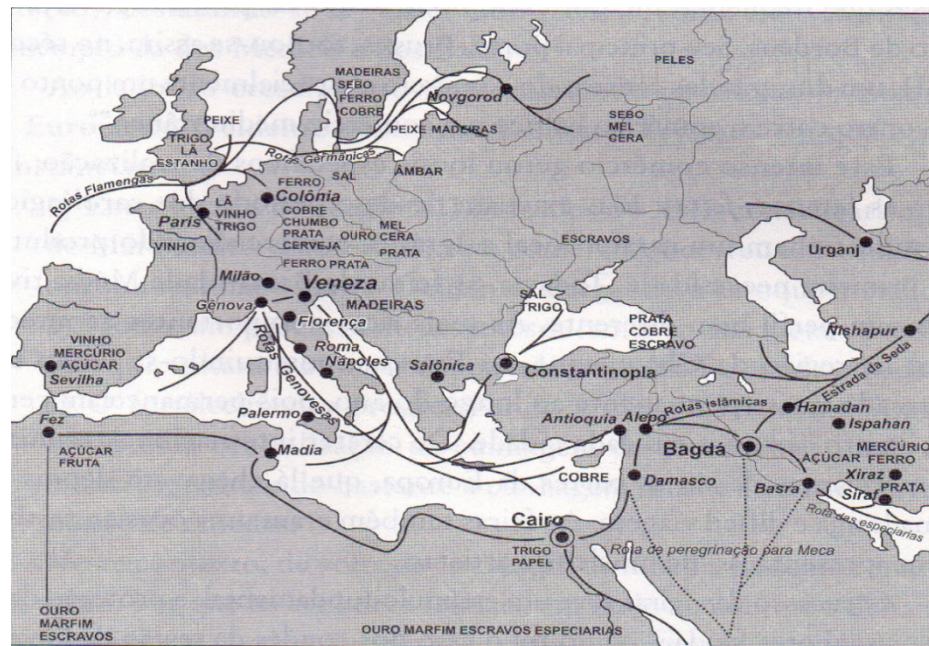 PELES
MADEIRAS
SEBO
FERRO
COBRE
Novgorod
SEBO
MEL
CERA
PEIXE
PEIXE MADEIRAS
TRIGO
LÃ
ESTANHO
Rotas Germânicas
SAL
ÂMBAR
Rotas Flamengas
FERRO
Colônia
LÃ
VINHO
TRIGO
Paris
COBRE
CHUMBO
PRATA
CERVEJA
MEL
OURO CERA
PRATA
VINHO
ESCRAVOS
Urganj
FERRO PRATA
Milão
Veneza
Gênova
MADEIRAS
SAL
TRIGO
Florença
PRATA
COBRE
ESCRAVO
Nishapur
VINHO
MERCÚRIO
AÇÚCAR
Sevilha
Roma
Nápoles
Rotas Genovesas
Salônica
Constantinopla
Estrada da Seda
Fez
Palermo
Antioquia
Alepo
Rotas islâmicas
Hamadan
Ispahan
AÇÚCAR
FRUTA
Madia
Bagdá
AÇÚCAR
MERCÚRIO
FERRO
COBRE
Damasco
Basra
Xiraz
PRATA
Siraf
Rota das especiarias
Cairo
TRIGO
PAPEL
Rota de peregrinação para Meca
OURO
MARFIM
ESCRAVOS
OURO MARFIM ESCRAVOS ESPECIARIAS